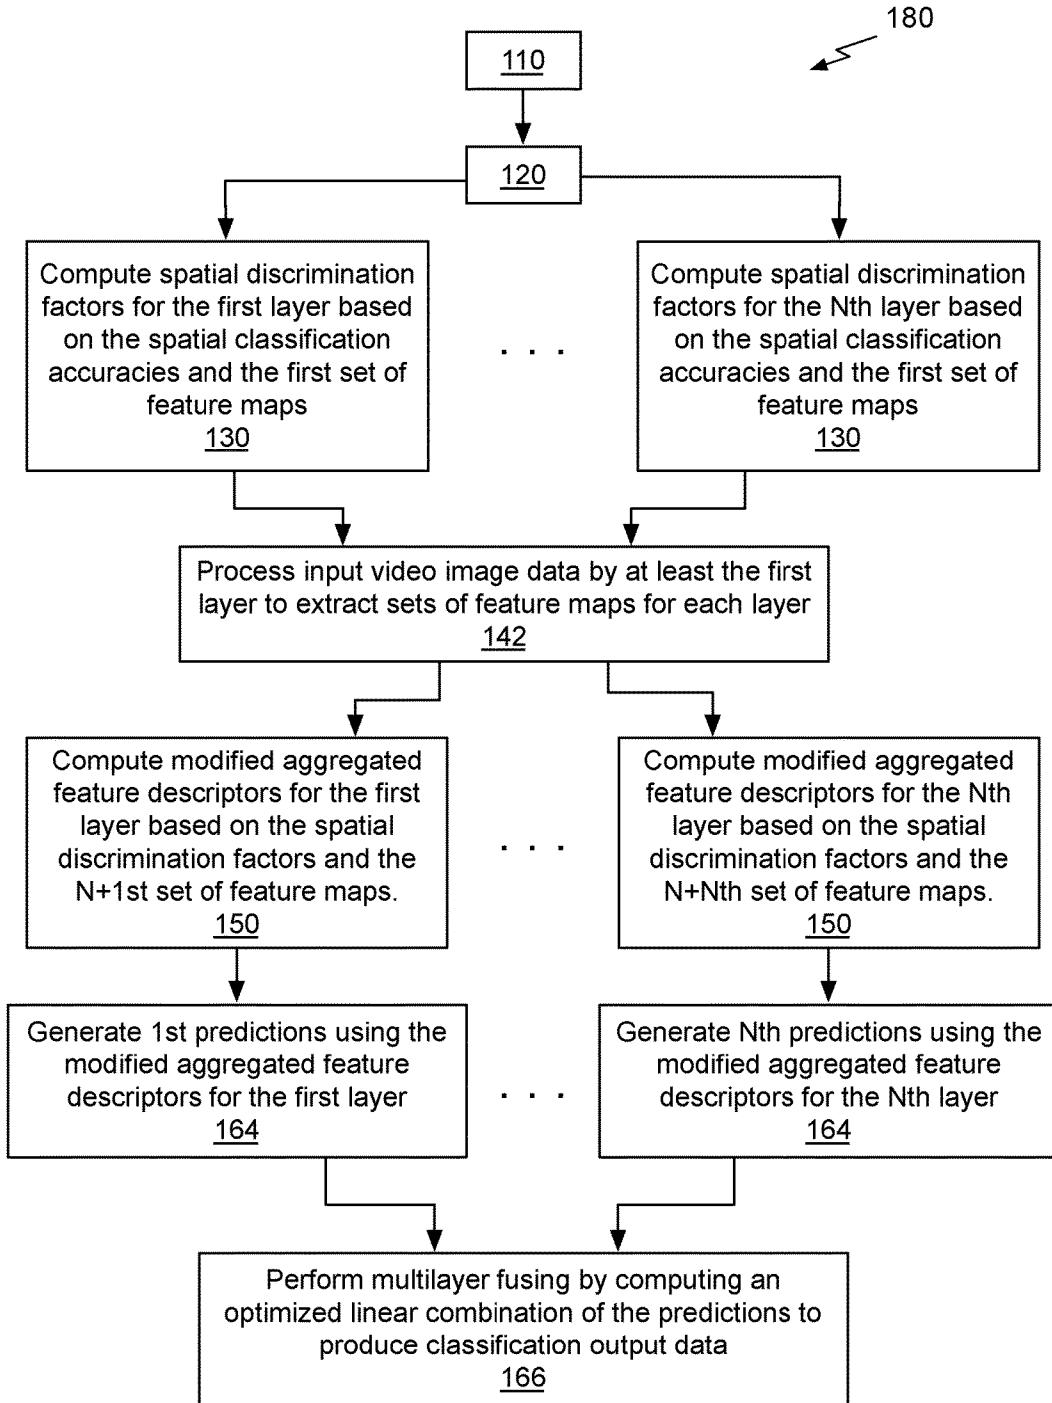 180
110
120
Compute spatial discrimination
factors for the first layer based
on the spatial classification
accuracies and the first set of
feature maps
130
. . .
Compute spatial discrimination
factors for the Nth layer based
on the spatial classification
accuracies and the first set of
feature maps
130
Process input video image data by at least the first
layer to extract sets of feature maps for each layer
142
Compute modified aggregated
feature descriptors for the first
layer based on the spatial
discrimination factors and the
N+1st set of feature maps.
150
. . .
Compute modified aggregated
feature descriptors for the Nth
layer based on the spatial
discrimination factors and the
N+Nth set of feature maps.
150
Generate 1st predictions using the
modified aggregated feature
descriptors for the first layer
164
. . .
Generate Nth predictions using the
modified aggregated feature
descriptors for the Nth layer
164
Perform multilayer fusing by computing an
optimized linear combination of the predictions to
produce classification output data
166